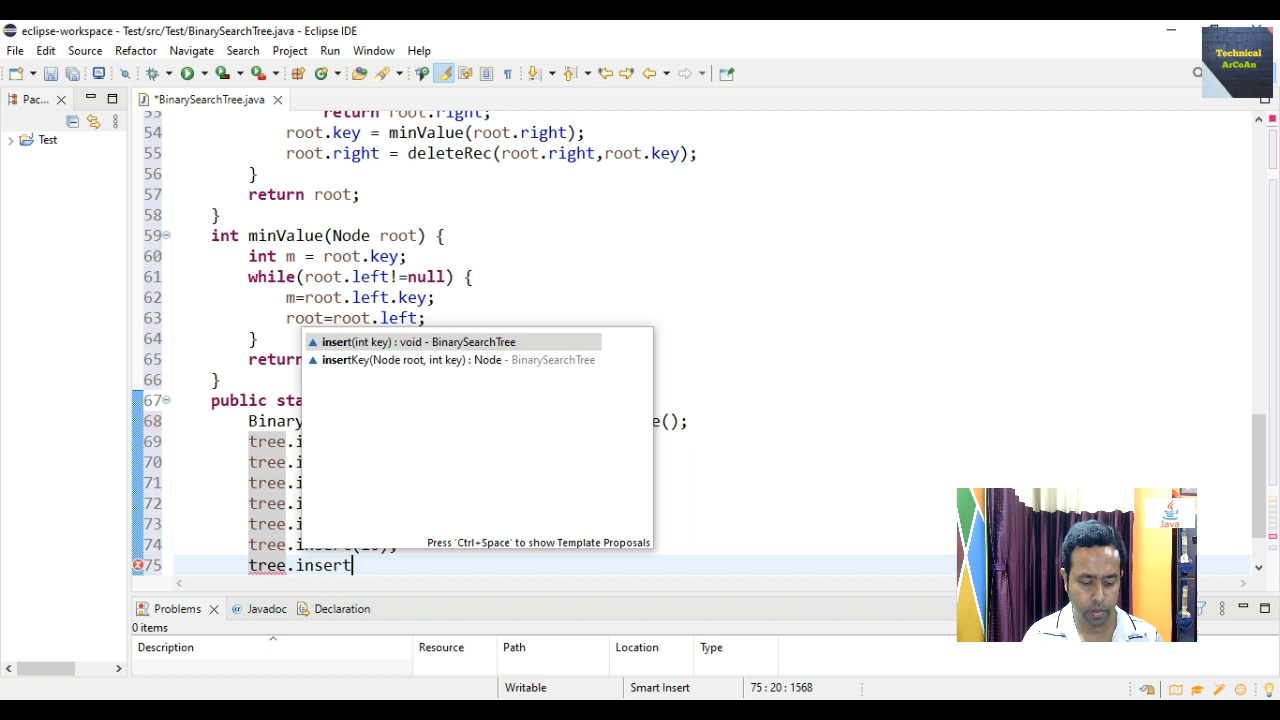 eclipse-workspace - Test/src/Test/BinarySearchTree.java - Eclipse IDE
File Edit Source Refactor Navigate Search Project Run Window Help
Technical
ArCoAn
Pac...
*BinarySearchTree.java
Test
53 return root.right;
54 root.key = minValue(root.right);
55 root.right = deleteRec(root.right,root.key);
56 }
57 return root;
58 }
59 int minValue(Node root) {
60 int m = root.key;
61 while(root.left!=null) {
62 m=root.left.key;
63 root=root.left;
64 }
65 return
66 }
67 public sta
68 Binary e();
69 tree.i
70 tree.i
71 tree.i
72 tree.i
73 tree.i
74 tree.
75 tree.insert
insert(int key) : void - BinarySearchTree
insertKey(Node root, int key) : Node - BinarySearchTree
Press 'Ctrl+Space' to show Template Proposals
Java
Problems @ Javadoc Declaration
0 items
Description Resource Path Location Type
Writable Smart Insert 75 : 20 : 1568